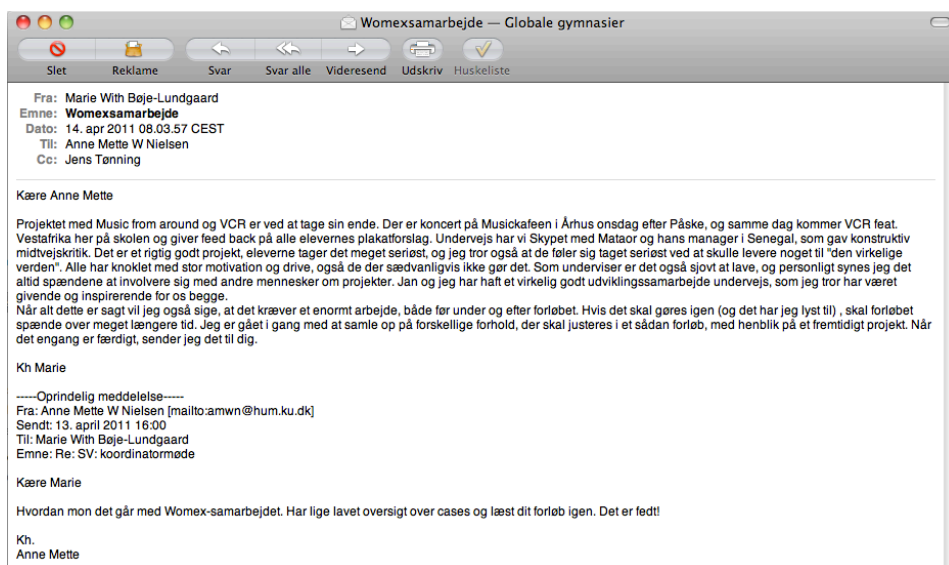 Womexsamarbejde — Globale gymnasier
Slet Reklame Svar Svar alle Videresend Udskriv Huskeliste
Fra: Marie With Bøje-Lundgaard
Emne: Womexsamarbejde
Dato: 14. apr 2011 08.03.57 CEST
Til: Anne Mette W Nielsen
Cc: Jens Tønning
Kære Anne Mette
Projektet med Music from around og VCR er ved at tage sin ende. Der er koncert på Musickafeen i Århus onsdag efter Påske, og samme dag kommer VCR feat.
Vestafrika her på skolen og giver feed back på alle elevernes plakatforslag. Undervejs har vi Skypet med Mataor og hans manager i Senegal, som gav konstruktiv
midtvejskritik. Det er et rigtig godt projekt, eleverne tager det meget seriøst, og jeg tror også at de føler sig taget seriøst ved at skulle levere noget til "den virkelige
verden". Alle har knoklet med stor motivation og drive, også de der sædvanligvis ikke gør det. Som underviser er det også sjovt at lave, og personligt synes jeg det
altid spændende at involvere sig med andre mennesker om projekter. Jan og jeg har haft et virkelig godt udviklingssamarbejde undervejs, som jeg tror har været
givende og inspirerende for os begge.
Når alt dette er sagt vil jeg også sige, at det kræver et enormt arbejde, både før under og efter forløbet. Hvis det skal gøres igen (og det har jeg lyst til) , skal forløbet
spænde over meget længere tid. Jeg er gået i gang med at samle op på forskellige forhold, der skal justeres i et sådan forløb, med henblik på et fremtidigt projekt. Når
det engang er færdigt, sender jeg det til dig.
Kh Marie
-----Oprindelig meddelelse-----
Fra: Anne Mette W Nielsen [mailto:amwn@hum.ku.dk]
Sendt: 13. april 2011 16:00
Til: Marie With Bøje-Lundgaard
Emne: Re: SV: koordinatormøde
Kære Marie
Hvordan mon det går med Womex-samarbejdet. Har lige lavet oversigt over cases og læst dit forløb igen. Det er fedt!
Kh.
Anne Mette